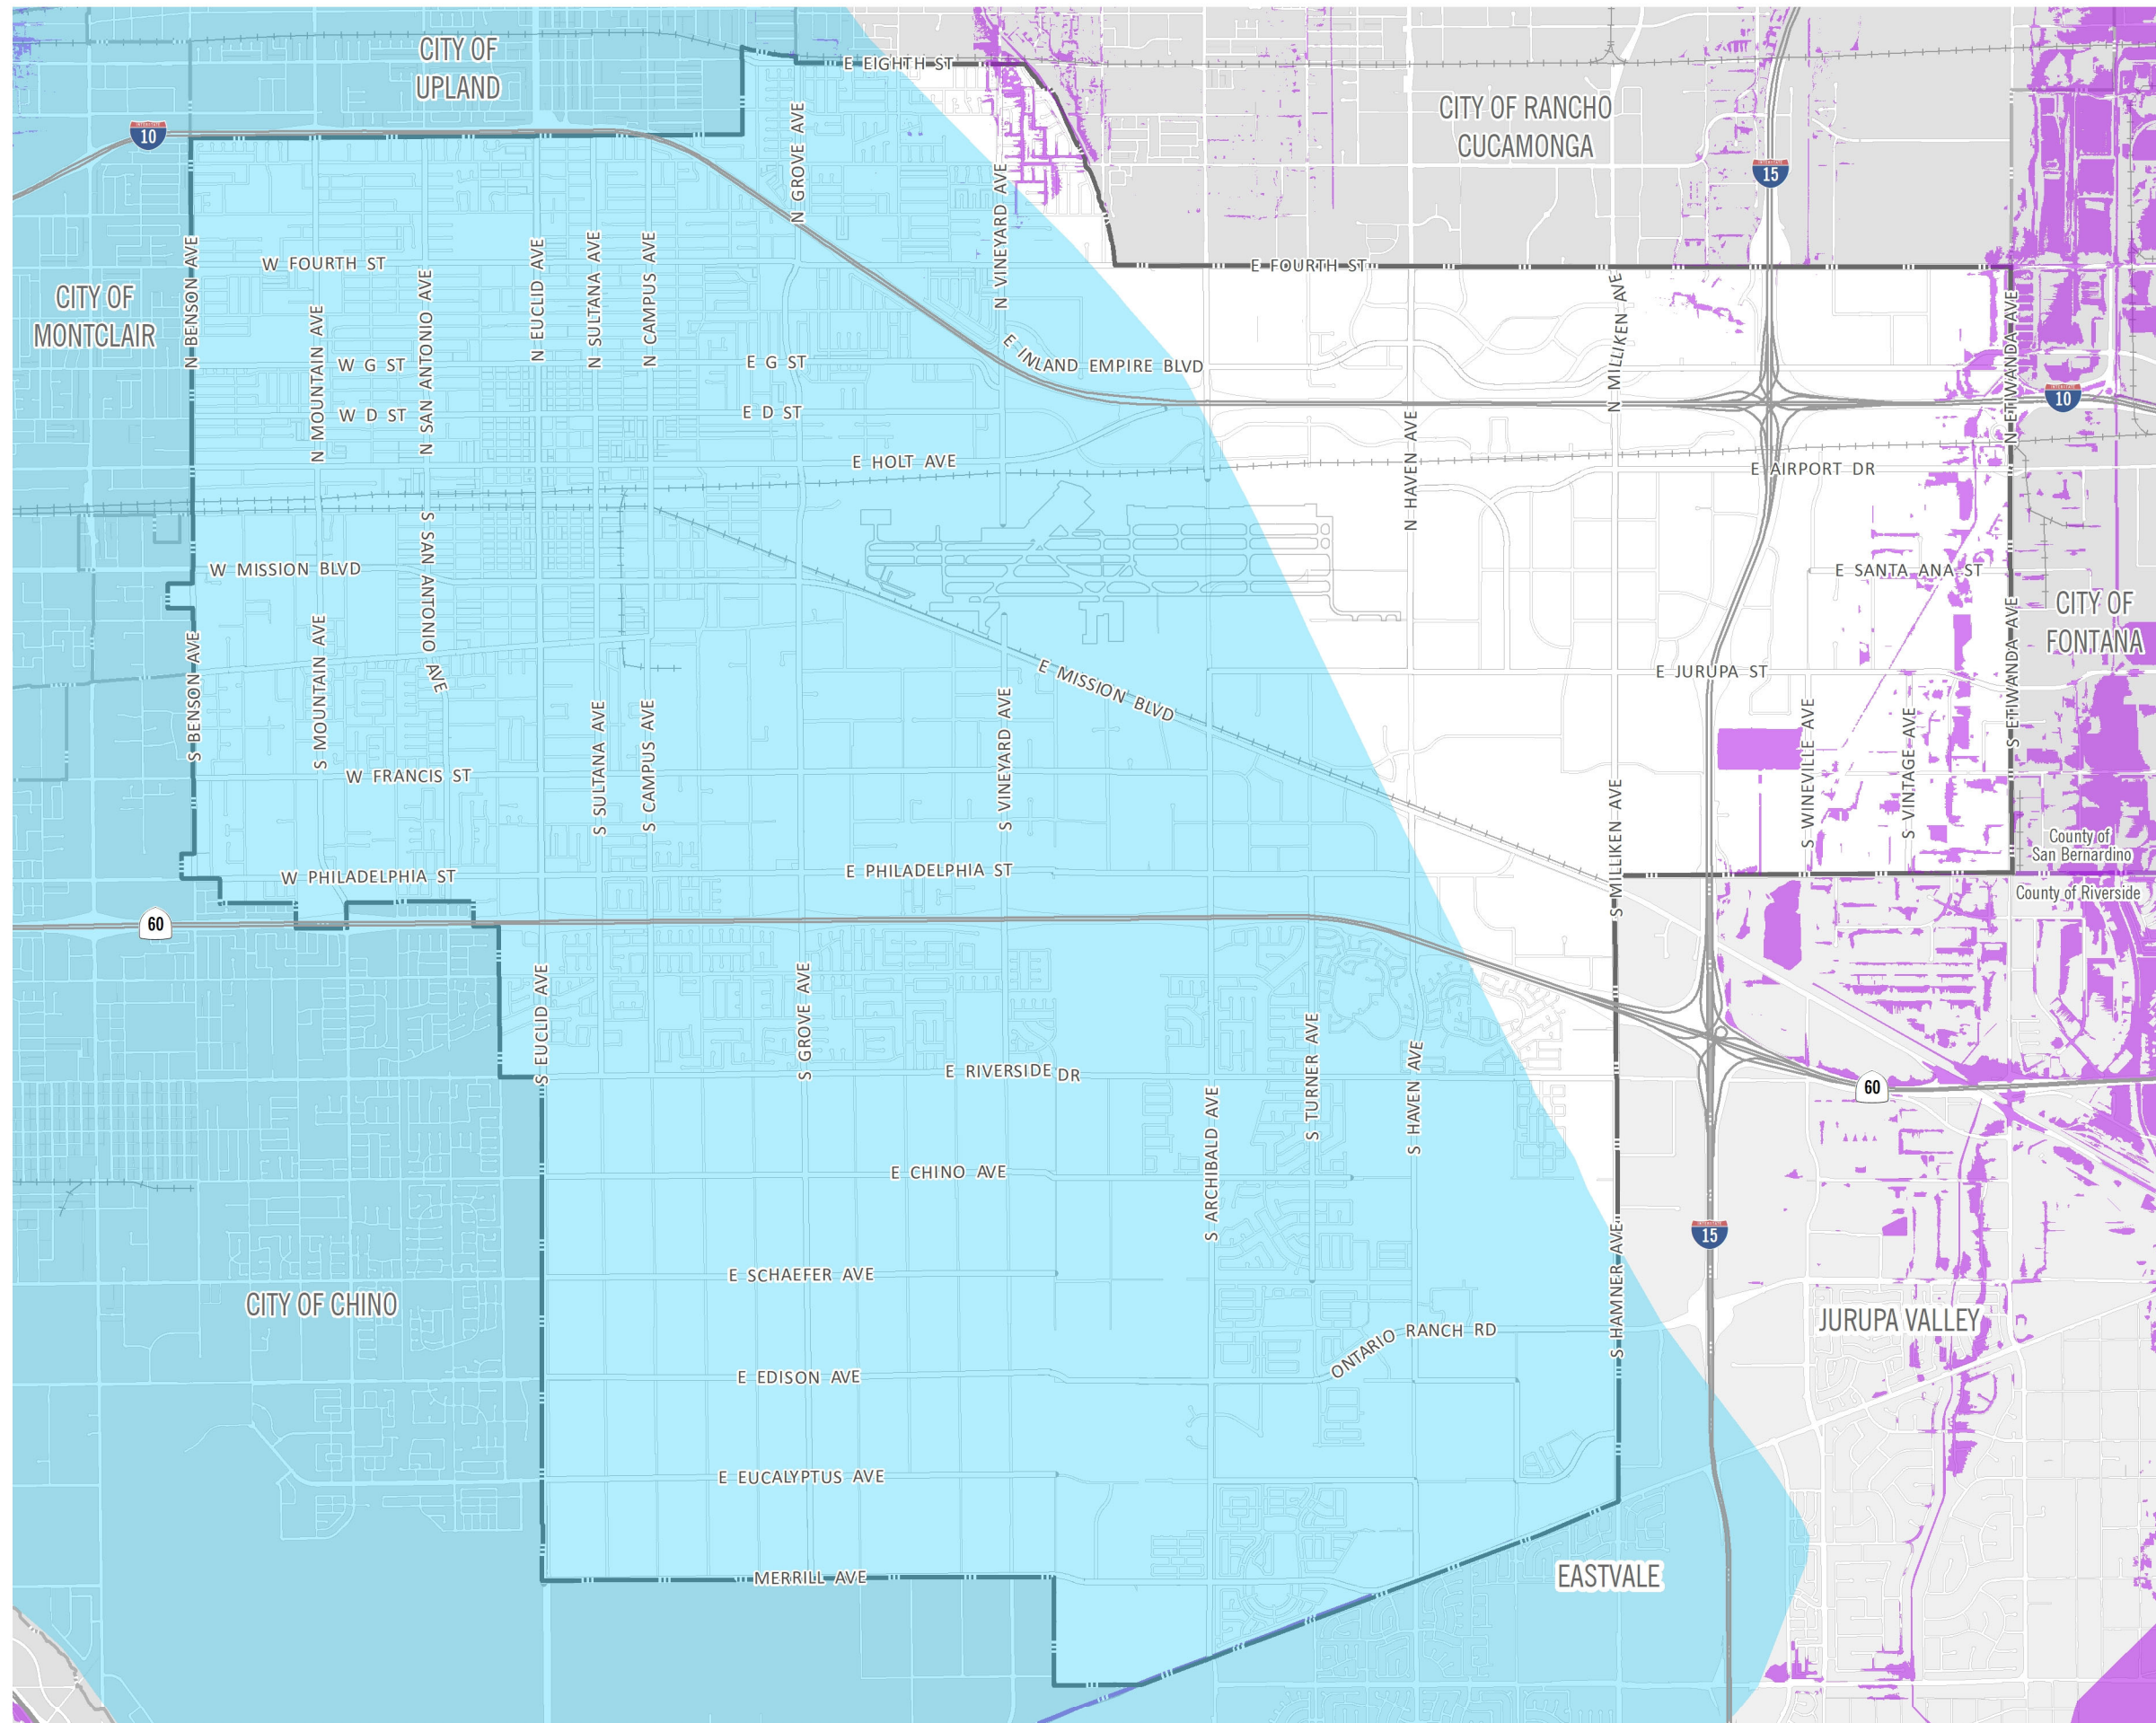 CITY OF
UPLAND
E EIGHTH ST
CITY OF RANCHO
CUCAMONGA
INTERSTATE
10
N GROVE AVE
INTERSTATE
15
N VINEYARD AVE
W FOURTH ST
E FOURTH ST
CITY OF
MONTCLAIR
N BENSON AVE
N MOUNTAIN AVE
N SAN ANTONIO AVE
N EUCLID AVE
N SULTANA AVE
N CAMPUS AVE
N MILLIKEN AVE
N ETIWANDA AVE
W G ST
E G ST
E INLAND EMPIRE BLVD
INTERSTATE
10
W D ST
E D ST
N HAVEN AVE
E HOLT AVE
E AIRPORT DR
S SAN ANTONIO AVE
W MISSION BLVD
E SANTA ANA ST
CITY OF
FONTANA
S BENSON AVE
S MOUNTAIN AVE
E MISSION BLVD
E JURUPA ST
S ETIWANDA AVE
S SULTANA AVE
S CAMPUS AVE
S VINEYARD AVE
S WINEVILLE AVE
S VINTAGE AVE
W FRANCIS ST
S MILLIKEN AVE
County of
San Bernardino
County of Riverside
W PHILADELPHIA ST
E PHILADELPHIA ST
60
S EUCLID AVE
S GROVE AVE
E RIVERSIDE DR
S TURNER AVE
S HAVEN AVE
60
S ARCHIBALD AVE
E CHINO AVE
INTERSTATE
15
S HAMNER AVE
E SCHAEFER AVE
CITY OF CHINO
JURUPA VALLEY
ONTARIO RANCH RD
E EDISON AVE
E EUCALYPTUS AVE
MERRILL AVE
EASTVALE